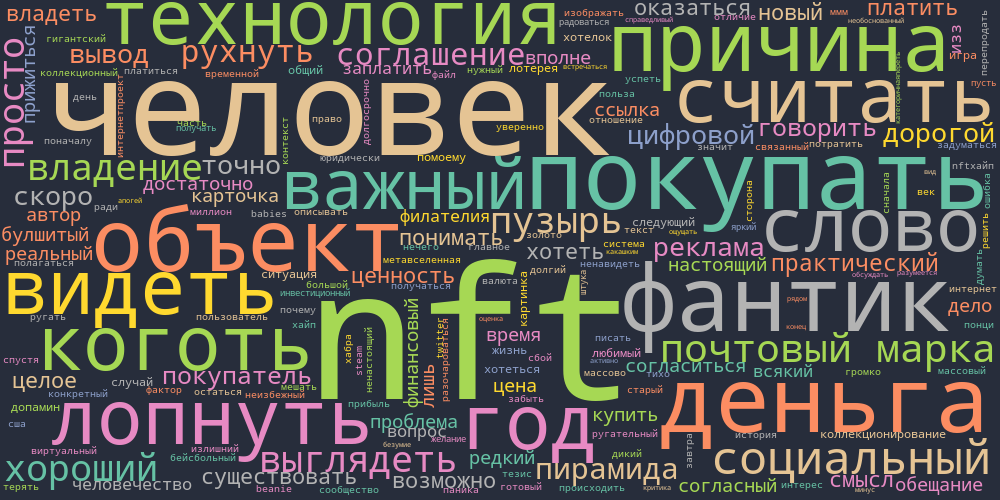 владеть
технология
изображать
справедливый
оказаться
отличие
новый
ммм
платить
необоснованный
гигантский
радоваться
хотелок
причина
изз
перепродать
просто
прижиться
вывод
рухнуть
соглашение
вполне
игра
коллекционный
платиться
временной
общий
заплатить
файл
нужный
лотерея
встречаться
успеть
пусть
день
интернетпроект
человек
право
долгосрочно
польза
считать
ссылка
часть
получать
контекст
уверенно
отношение
цифровой
говорить
дорогой
поначалу
юридически
помоему
значит
связанный
потратить
задуматься
владение
точно
важный
покупать
nftхайп
вид
ошибка
скоро
достаточно
карточка
сторона
сначала
век
автор
ради
апогей
миллион
babies
описывать
филателия
пузырь
золото
следующий
текст
яркий
слово
решить
булшитый
объект
понимать
ощущать
реальный
нечего
главное
хотеть
система
какашким
реклама
полагаться
метавселенная
долгий
ненавидеть
настоящий
практический
думать
видеть
ситуация
ценность
большой
получаться
валюта
штука
обсуждать
разумеется
инвестиционный
nft
картинка
фантик
интернет
ругать
пользователь
почему
хайп
финансовый
twitter
оценка
рядом
дело
конец
понци
коготь
хабра
steam
ненастоящий
разочароваться
время
писать
почтовый марка
спустя
жизнь
сбой
любимый
активно
согласиться
громко
массовый
целое
случай
покупатель
хотеться
массово
тихо
всякий
конкретный
фактор
остаться
неизбежный
мешать
лишь
цена
старый
деньга
допамин
прибыль
забыть
сша
лопнуть
проблема
год
купить
безумие
вопрос
желание
ругательный
история
коллекционирование
виртуальный
излишний
завтра
хороший
бейсбольный
выглядеть
редкий
дикий
социальный
тезис
пирамида
терять
человечество
beanie
существовать
сообщество
возможно
паника
готовый
происходить
критика
согласный
интерес
смысл
минус
обещание